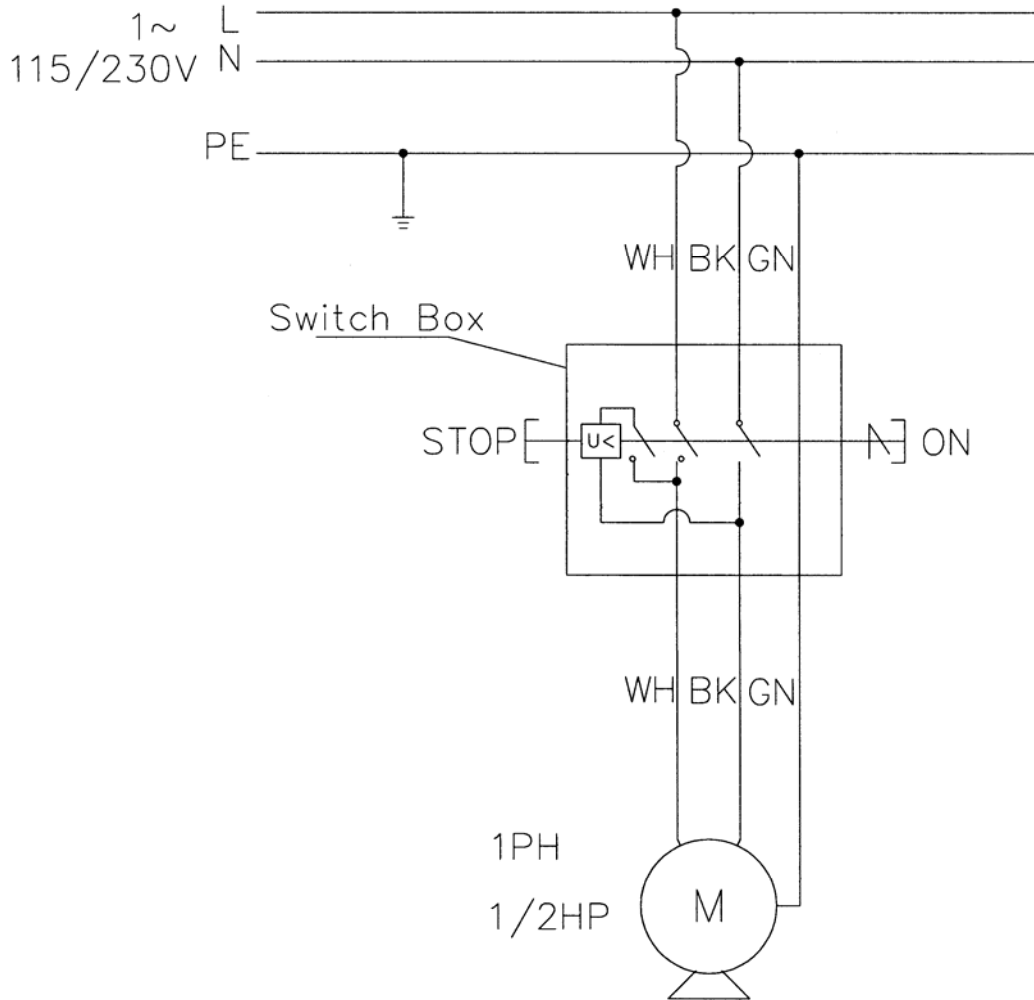 1~ L
115/230V N
PE
WH BK GN
Switch Box
STOP U< ON
WH BK GN
1PH
1/2HP
M